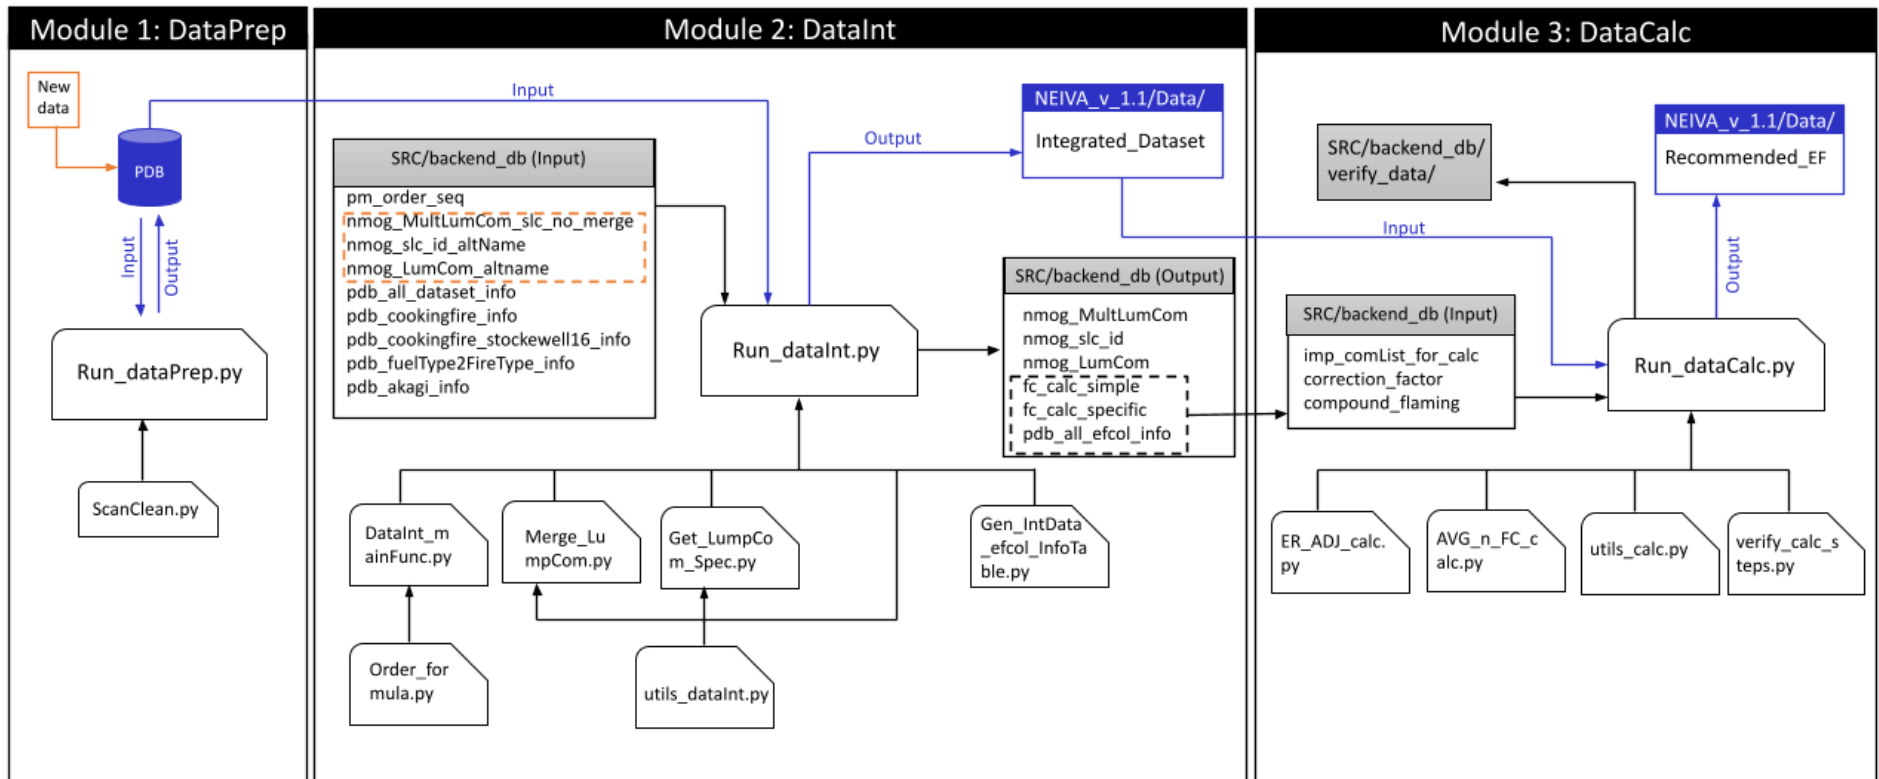 Module 1: DataPrep
New
data
PDB
Input
Output
Run_dataPrep.py
ScanClean.py
Module 2: DataInt
Input
SRC/backend_db (Input)
pm_order_seq
nmog_MultLumCom_slc_no_merge
nmog_slc_id_altName
nmog_LumCom_altname
pdb_all_dataset_info
pdb_cookingfire_info
pdb_cookingfire_stockewell16_info
pdb_fuelType2FireType_info
pdb_akagi_info
Output
NEIVA_v_1.1/Data/
Integrated_Dataset
Run_dataInt.py
SRC/backend_db (Output)
nmog_MultLumCom
nmog_slc_id
nmog_LumCom
fc_calc_simple
fc_calc_specific
pdb_all_efcol_info
DataInt_m
ainFunc.py
Merge_Lu
mpCom.py
Get_LumpCo
m_Spec.py
Gen_IntData
_efcol_InfoTa
ble.py
Order_for
mula.py
utils_dataInt.py
Module 3: DataCalc
SRC/backend_db/
verify_data/
NEIVA_v_1.1/Data/
Recommended_EF
Input
Output
SRC/backend_db (Input)
imp_comList_for_calc
correction_factor
compound_flaming
Run_dataCalc.py
ER_ADJ_calc.
py
AVG_n_FC_c
alc.py
utils_calc.py
verify_calc_s
teps.py